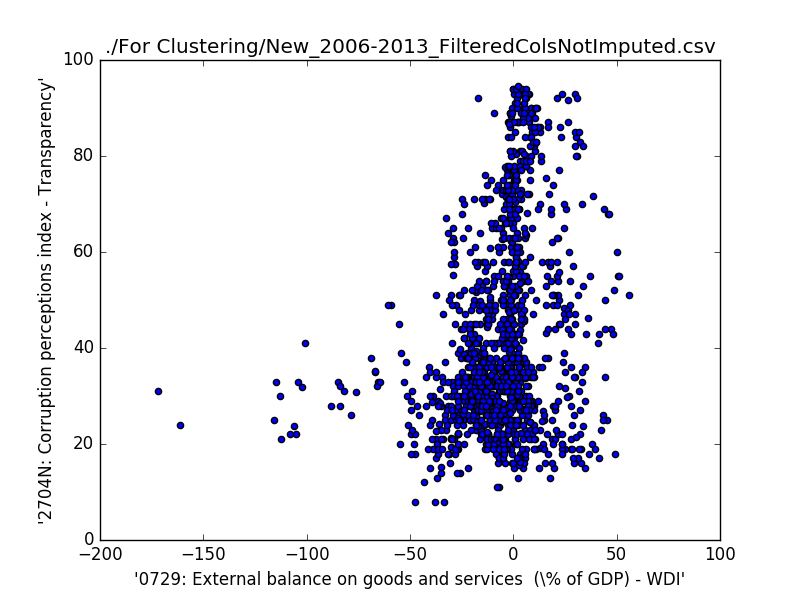 ./For Clustering/New_2006-2013_FilteredColsNotImputed.csv
100
80
60
40
20
0
'2704N: Corruption perceptions index - Transparency'
−200 −150 −100 −50 0 50 100
'0729: External balance on goods and services  (\% of GDP) - WDI'